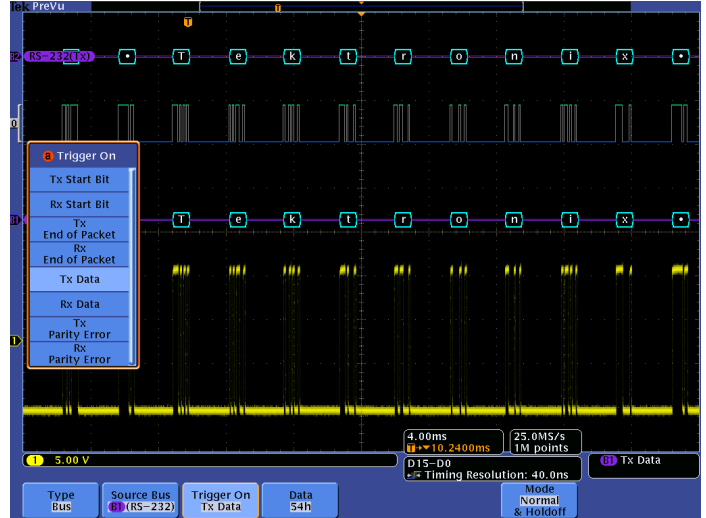 Tek PreVu
T
T
B2 RS-232(Tx) • T e k t r o n i x •
0
a Trigger On
Tx Start Bit
Rx Start Bit
B1 T e k t r o n i x •
Tx
End of Packet
Rx
End of Packet
Tx Data
Rx Data
Tx
Parity Error
Rx
Parity Error
1
4.00ms
T→▼10.2400ms
25.0MS/s
1M points
1 5.00 V
D15-D0
Timing Resolution: 40.0ns
B1 Tx Data
Type
Bus
Source Bus
B1 (RS-232)
Trigger On
Tx Data
Data
54h
Mode
Normal
& Holdoff